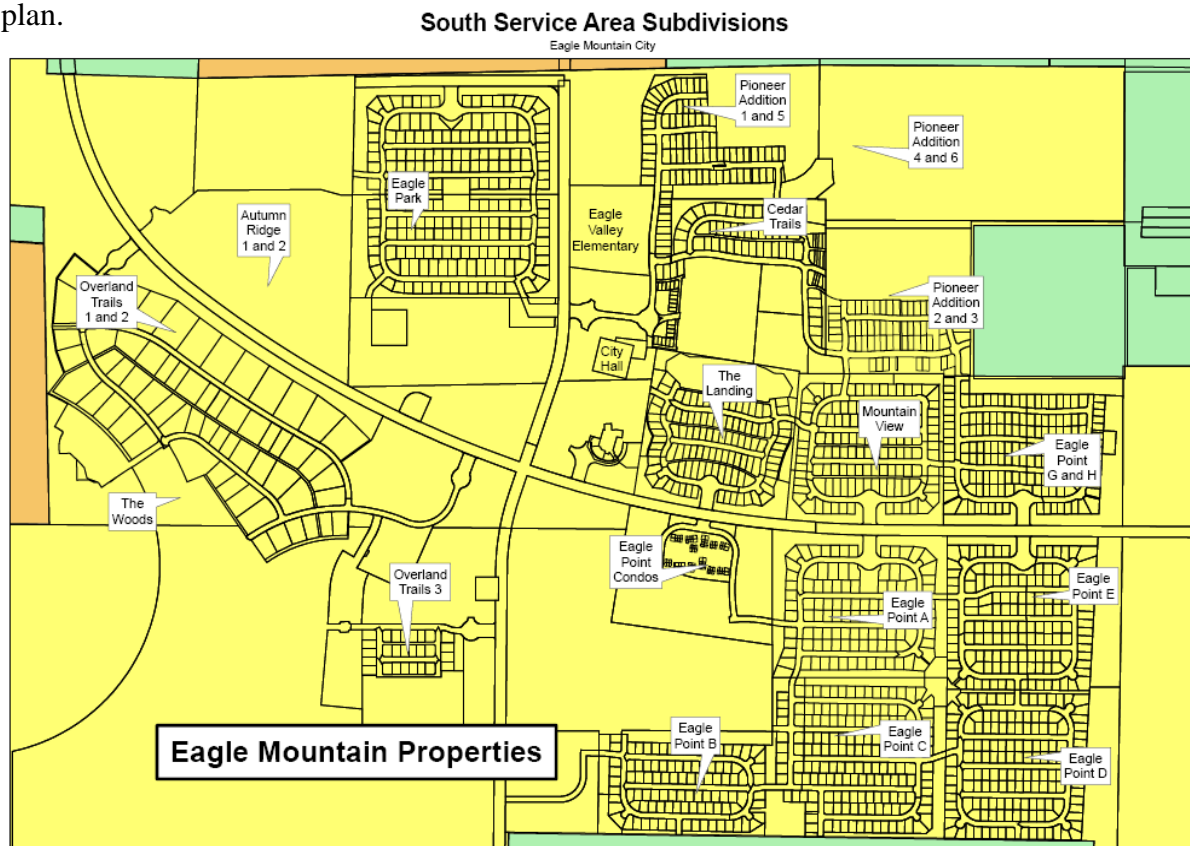 plan.
South Service Area Subdivisions
Eagle Mountain City
Pioneer
Addition
1 and 5
Pioneer
Addition
4 and 6
Eagle
Park
Autumn
Ridge
1 and 2
Eagle
Valley
Elementary
Cedar
Trails
Overland
Trails
1 and 2
Pioneer
Addition
2 and 3
City
Hall
The
Landing
Mountain
View
Eagle
Point
G and H
The
Woods
Eagle
Point
Condos
Overland
Trails 3
Eagle
Point A
Eagle
Point E
Eagle Mountain Properties
Eagle
Point B
Eagle
Point C
Eagle
Point D